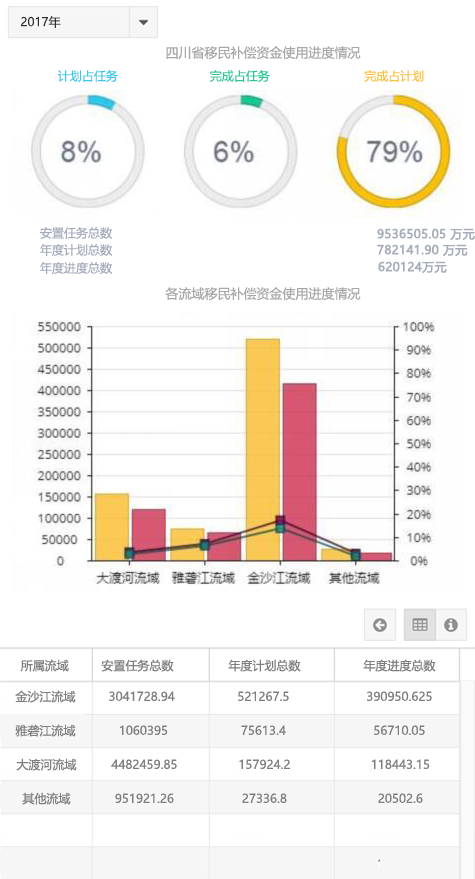 2017年
四川省移民补偿资金使用进度情况
计划占任务 完成占任务 完成占计划
8% 6% 79%
安置任务总数 9536505.05 万元
年度计划总数 782141.90 万元
年度进度总数 620124万元
各流域移民补偿资金使用进度情况
550000 100%
500000 90%
450000 80%
400000 70%
350000 60%
300000 50%
250000 40%
200000 30%
150000 20%
100000 10%
50000 0%
0
大渡河流域 雅砻江流域 金沙江流域 其他流域
所属流域 安置任务总数 年度计划总数 年度进度总数
金沙江流域 3041728.94 521267.5 390950.625
雅砻江流域 1060395 75613.4 56710.05
大渡河流域 4482459.85 157924.2 118443.15
其他流域 951921.26 27336.8 20502.6